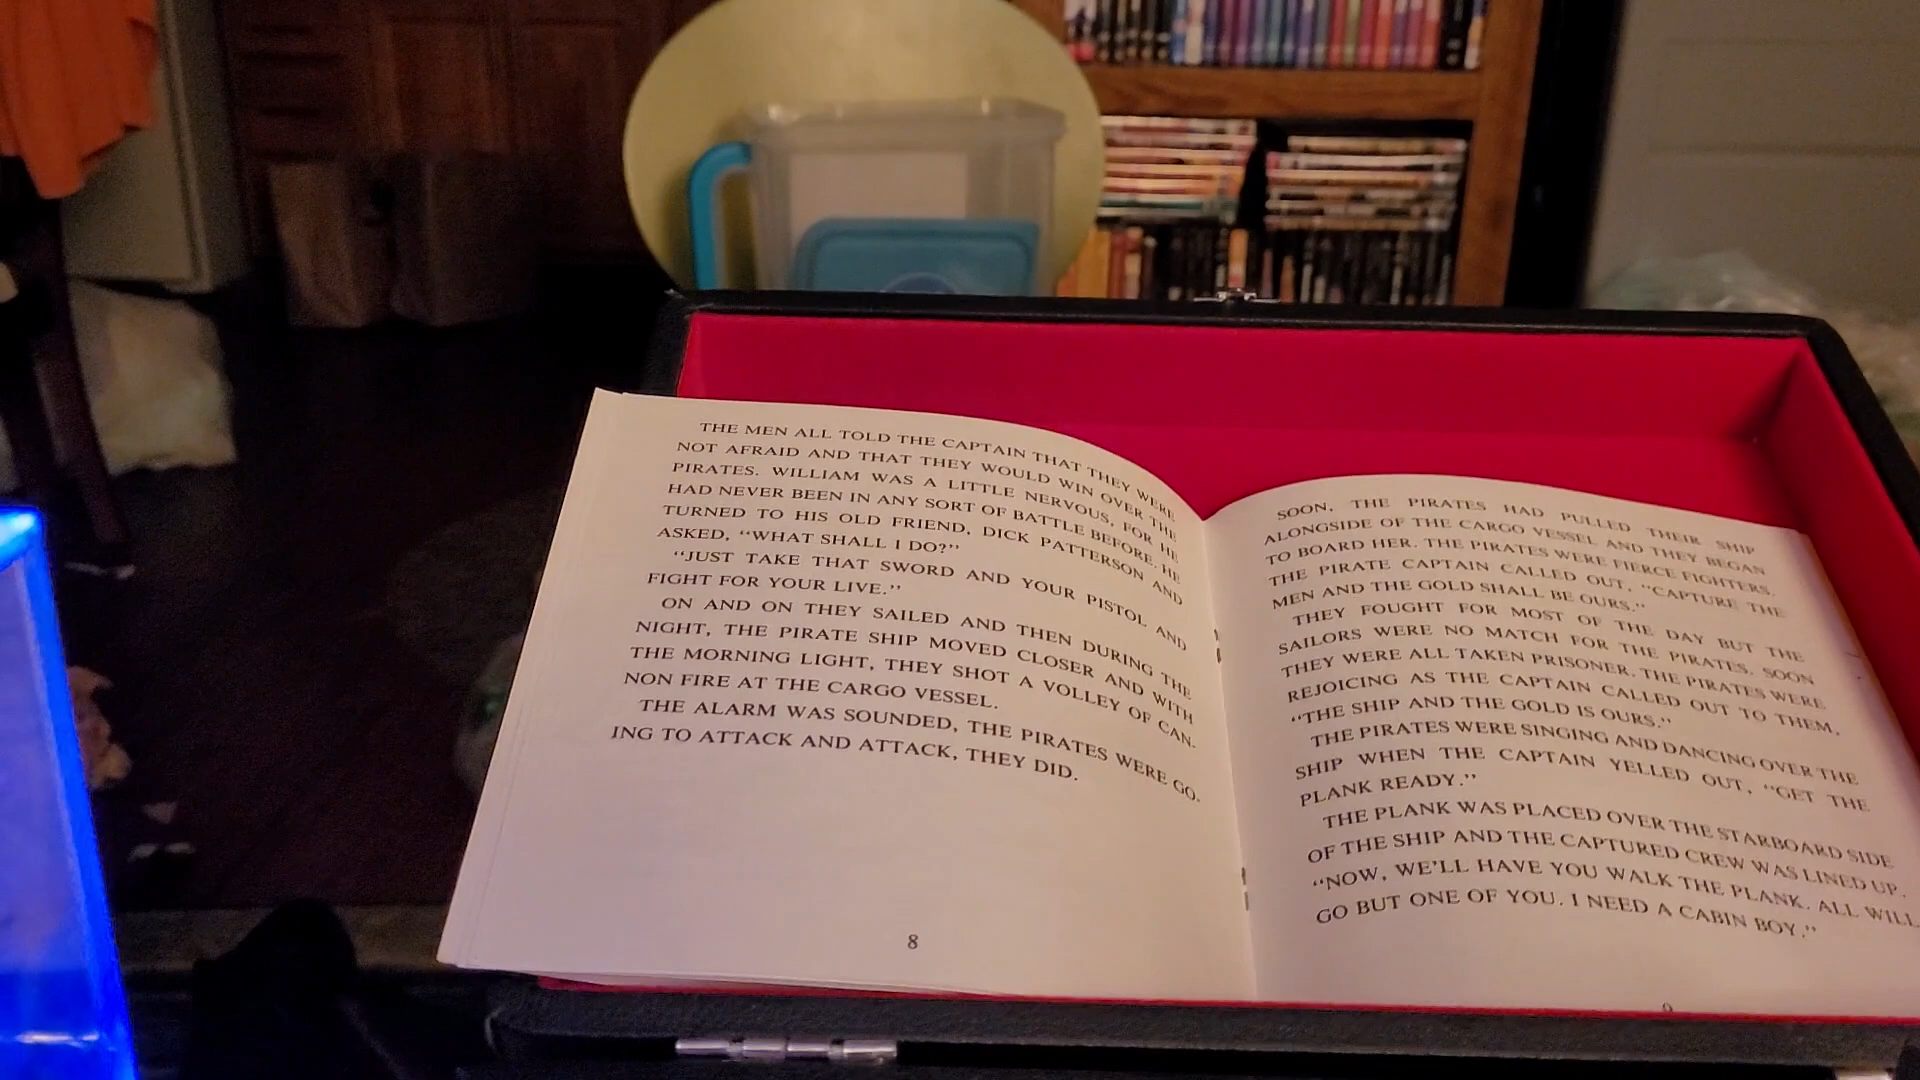 THE MEN ALL TOLD THE CAPTAIN THAT THEY WERE
NOT AFRAID AND THAT THEY WOULD WIN OVER THE
PIRATES. WILLIAM WAS A LITTLE NERVOUS, FOR HE
HAD NEVER BEEN IN ANY SORT OF BATTLE BEFORE. HE
TURNED TO HIS OLD FRIEND, DICK PATTERSON AND
ASKED, “WHAT SHALL I DO?”
“JUST TAKE THAT SWORD AND YOUR PISTOL AND
FIGHT FOR YOUR LIVE.”
ON AND ON THEY SAILED AND THEN DURING THE
NIGHT, THE PIRATE SHIP MOVED CLOSER AND WITH
THE MORNING LIGHT, THEY SHOT A VOLLEY OF CAN-
NON FIRE AT THE CARGO VESSEL.
THE ALARM WAS SOUNDED, THE PIRATES WERE GO-
ING TO ATTACK AND ATTACK, THEY DID.
8
SOON, THE PIRATES HAD PULLED THEIR SHIP
ALONGSIDE OF THE CARGO VESSEL AND THEY BEGAN
TO BOARD HER. THE PIRATES WERE FIERCE FIGHTERS.
THE PIRATE CAPTAIN CALLED OUT, “CAPTURE THE
MEN AND THE GOLD SHALL BE OURS.”
THEY FOUGHT FOR MOST OF THE DAY BUT THE
SAILORS WERE NO MATCH FOR THE PIRATES. SOON
THEY WERE ALL TAKEN PRISONER. THE PIRATES WERE
REJOICING AS THE CAPTAIN CALLED OUT TO THEM,
“THE SHIP AND THE GOLD IS OURS.”
THE PIRATES WERE SINGING AND DANCING OVER THE
SHIP WHEN THE CAPTAIN YELLED OUT, “GET THE
PLANK READY.”
THE PLANK WAS PLACED OVER THE STARBOARD SIDE
OF THE SHIP AND THE CAPTURED CREW WAS LINED UP.
“NOW, WE’LL HAVE YOU WALK THE PLANK. ALL WILL
GO BUT ONE OF YOU. I NEED A CABIN BOY.”
9